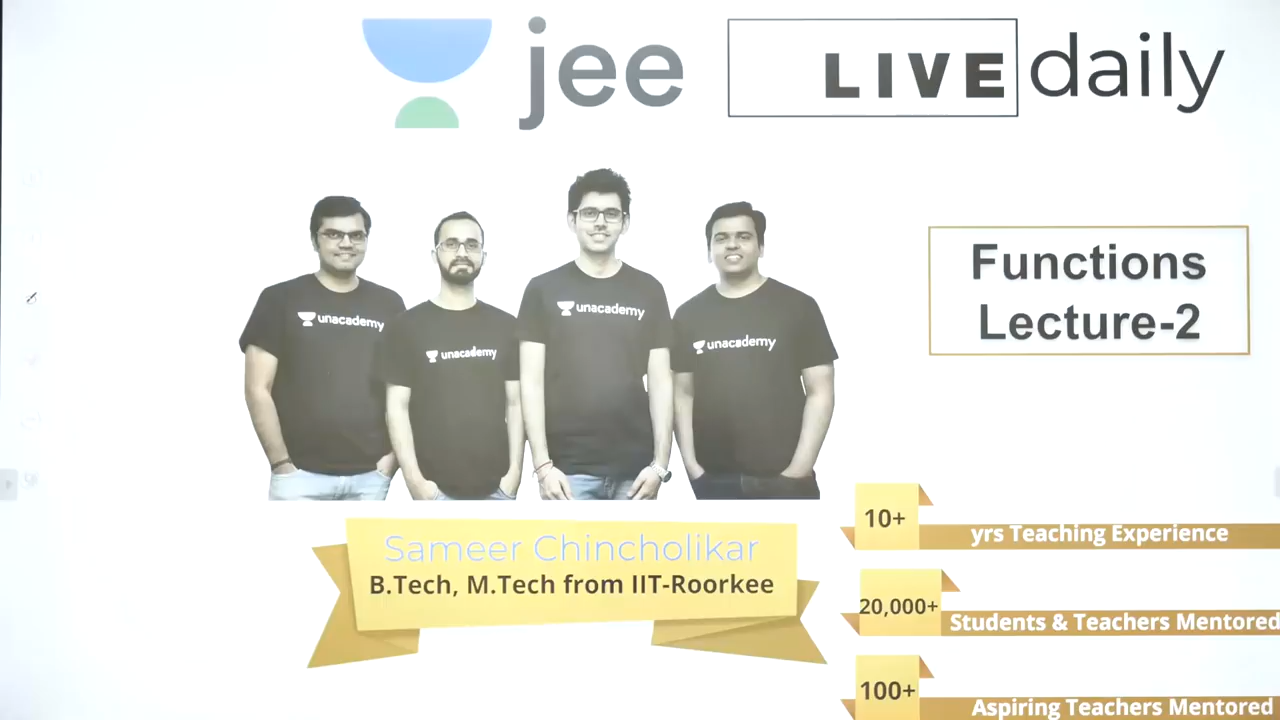 jee
LIVE daily
unacademy
unacademy
unacademy
unacademy
Functions
Lecture-2
Sameer Chincholikar
B.Tech, M.Tech from IIT-Roorkee
10+
yrs Teaching Experience
20,000+
Students & Teachers Mentored
100+
Aspiring Teachers Mentored